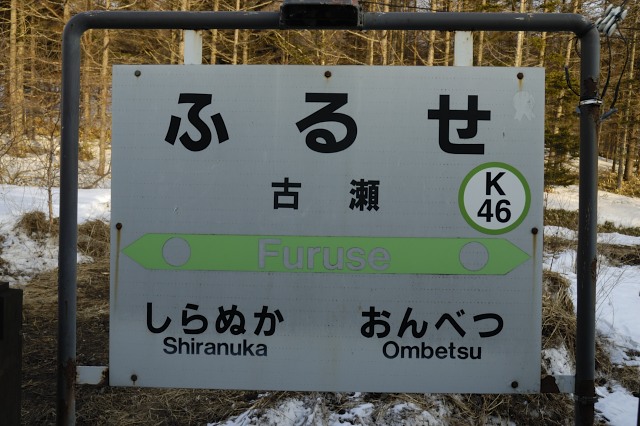 ふるせ
古瀬
K
46
Furuse
しらぬか
Shiranuka
おんべつ
Ombetsu